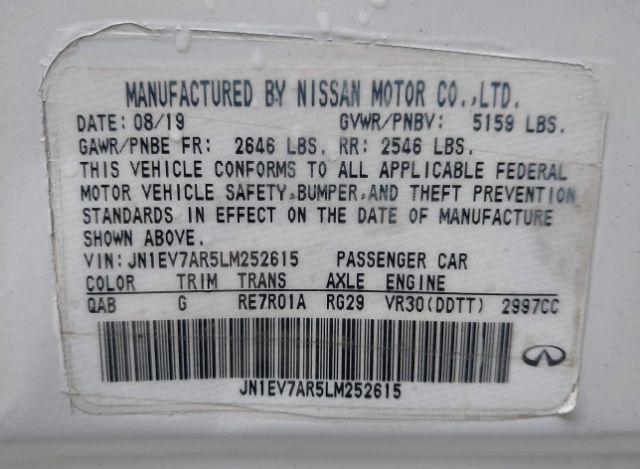 MANUFACTURED BY NISSAN MOTOR CO.,LTD.
DATE: 08/19 GVWR/PNBV: 5159 LBS.
GAWR/PNBE FR: 2646 LBS. RR: 2546 LBS.
THIS VEHICLE CONFORMS TO ALL APPLICABLE FEDERAL
MOTOR VEHICLE SAFETY,BUMPER,AND THEFT PREVENTION
STANDARDS IN EFFECT ON THE DATE OF MANUFACTURE
SHOWN ABOVE.
VIN: JN1EV7AR5LM252615 PASSENGER CAR
COLOR TRIM TRANS AXLE ENGINE
QAB G RE7R01A RG29 VR30(DDTT) 2997CC
JN1EV7AR5LM252615